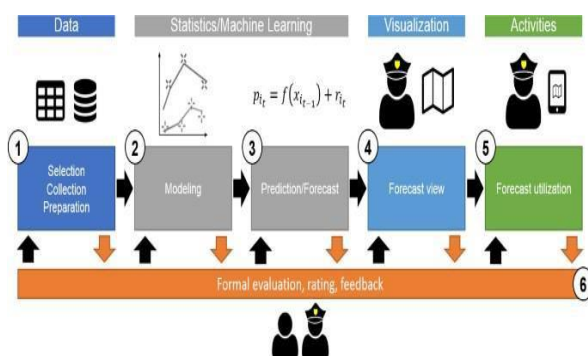 Data
Statistics/Machine Learning
Visualization
Activities
p_{i_t} = f(x_{i_{t-1}}) + r_{i_t}
1
2
3
4
5
Selection
Collection
Preparation
Modeling
Prediction/Forecast
Forecast view
Forecast utilization
Formal evaluation, rating, feedback
6